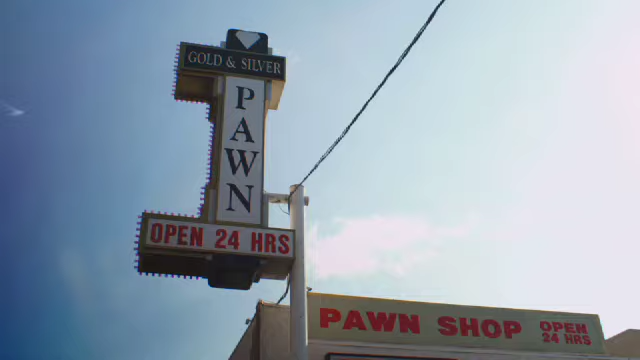 GOLD & SILVER
PAWN
OPEN 24 HRS
PAWN SHOP
OPEN
24 HRS